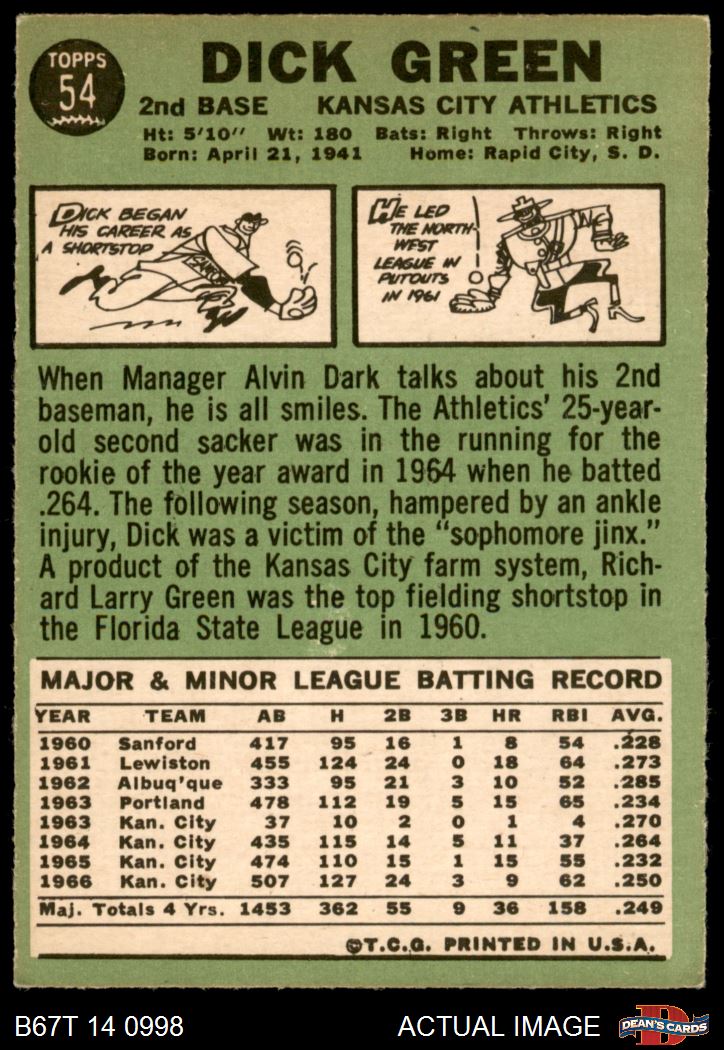 TOPPS
54
DICK GREEN
2nd BASE KANSAS CITY ATHLETICS
Ht: 5'10" Wt: 180 Bats: Right Throws: Right
Born: April 21, 1941 Home: Rapid City, S. D.
DICK BEGAN
HIS CAREER AS
A SHORTSTOP
HE LED
THE NORTH-
WEST
LEAGUE IN
PUTOUTS
IN 1961
When Manager Alvin Dark talks about his 2nd
baseman, he is all smiles. The Athletics' 25-year-
old second sacker was in the running for the
rookie of the year award in 1964 when he batted
.264. The following season, hampered by an ankle
injury, Dick was a victim of the "sophomore jinx."
A product of the Kansas City farm system, Rich-
ard Larry Green was the top fielding shortstop in
the Florida State League in 1960.
MAJOR & MINOR LEAGUE BATTING RECORD
YEAR TEAM AB H 2B 3B HR RBI AVG.
1960 Sanford 417 95 16 1 8 54 .228
1961 Lewiston 455 124 24 0 18 64 .273
1962 Albuq'que 333 95 21 3 10 52 .285
1963 Portland 478 112 19 5 15 65 .234
1963 Kan. City 37 10 2 0 1 4 .270
1964 Kan. City 435 115 14 5 11 37 .264
1965 Kan. City 474 110 15 1 15 55 .232
1966 Kan. City 507 127 24 3 9 62 .250
Maj. Totals 4 Yrs. 1453 362 55 9 36 158 .249
©T.C.G. PRINTED IN U.S.A.
B67T 14 0998 ACTUAL IMAGE
DEAN'S CARDS